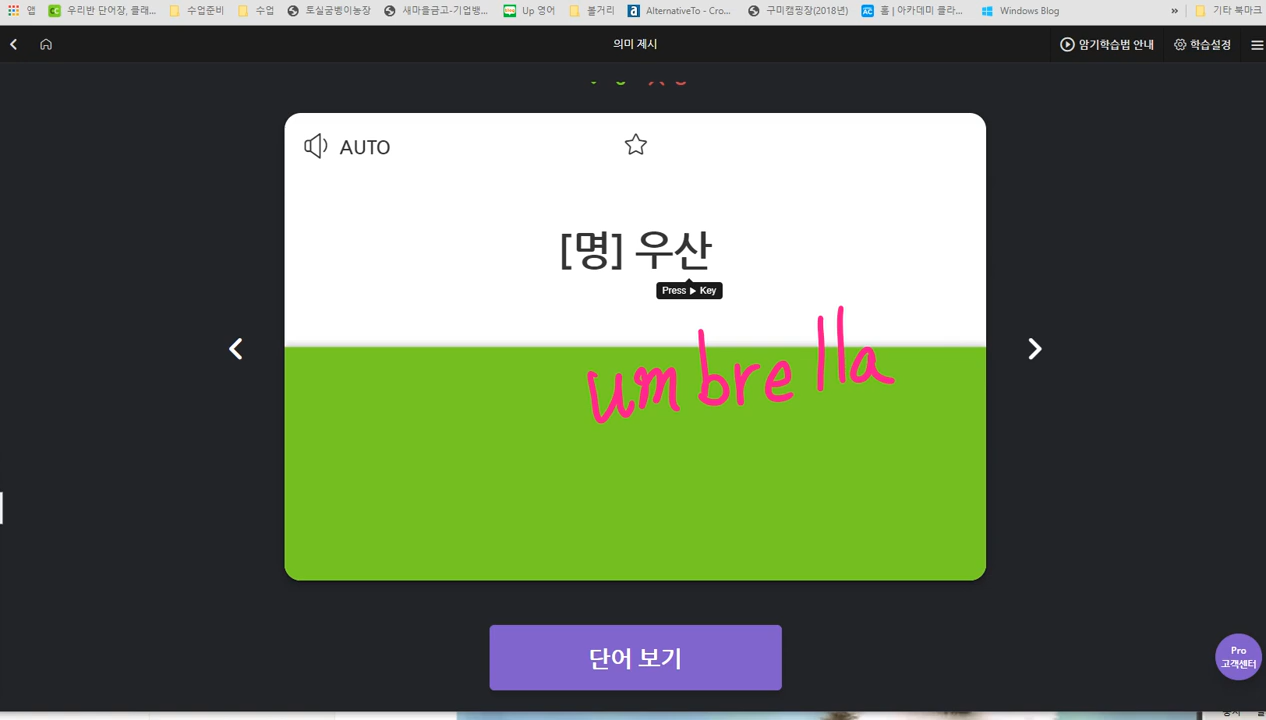 앱 우리반 단어장, 클래... 수업준비 수업 토실굼벵이농장 새마을금고-기업뱅... Up 영어 볼거리 AlternativeTo - Cro... 구미캠핑장(2018년) 홈 | 아카데미 클라... Windows Blog » 기타 북마크
의미 제시 암기학습법 안내 학습설정
AUTO
[명] 우산
Press ▶ Key
umbrella
단어 보기
Pro
고객센터